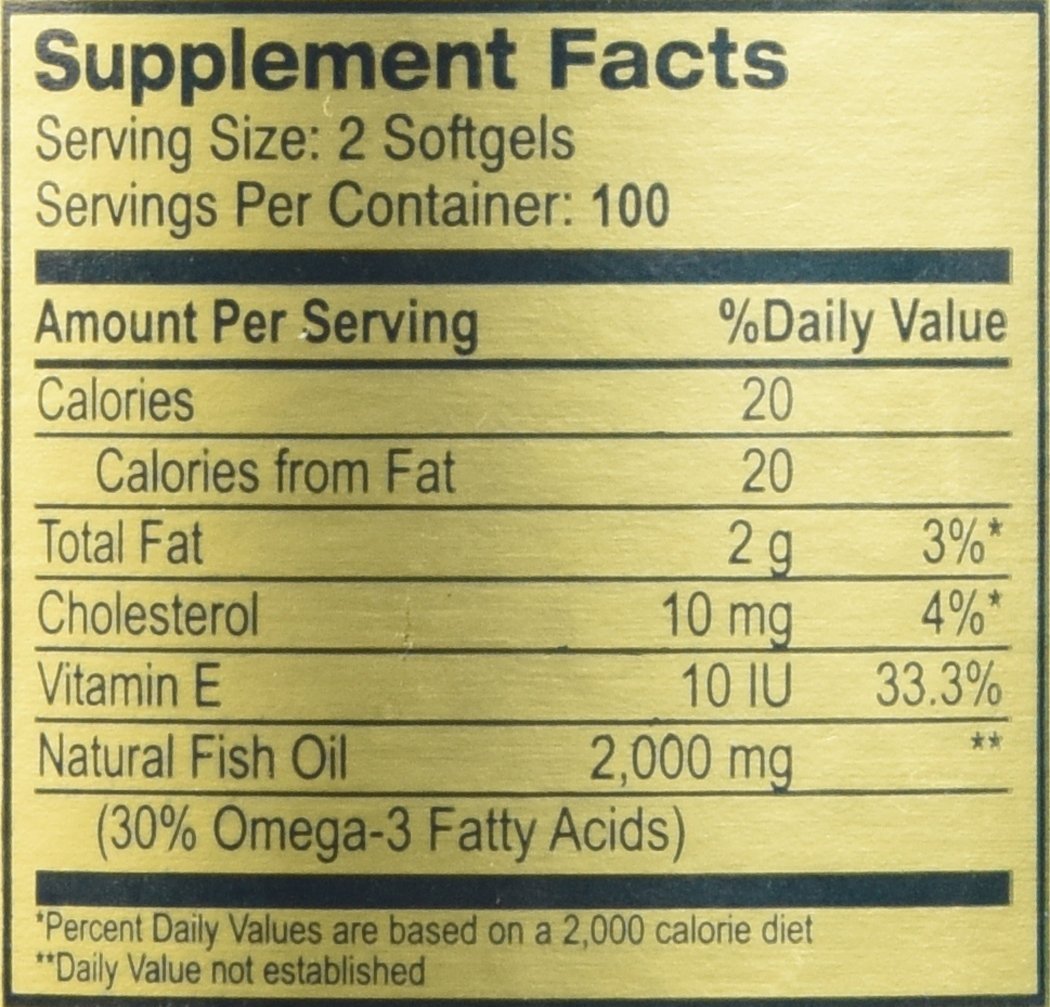 Supplement Facts
Serving Size: 2 Softgels
Servings Per Container: 100
Amount Per Serving %Daily Value
Calories 20
Calories from Fat 20
Total Fat 2 g 3%*
Cholesterol 10 mg 4%*
Vitamin E 10 IU 33.3%
Natural Fish Oil 2,000 mg **
(30% Omega-3 Fatty Acids)
*Percent Daily Values are based on a 2,000 calorie diet
**Daily Value not established